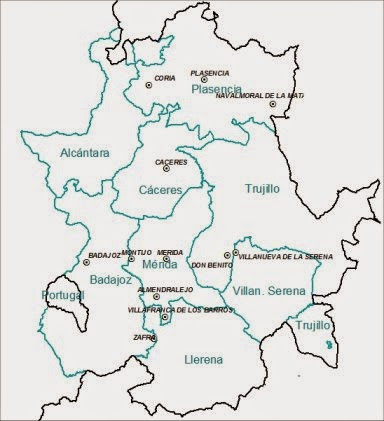 PLASENCIA
CORIA
Plasencia
NAVALMORAL DE LA MATA
Alcántara
CACERES
Cáceres
Trujillo
BADAJOZ
MONTIJO
MERIDA
Mérida
DON BENITO
VILLANUEVA DE LA SERENA
Badajoz
Portugal
ALMENDRALEJO
Villan. Serena
VILLAFRANCA DE LOS BARROS
Trujillo
ZAFRA
Llerena